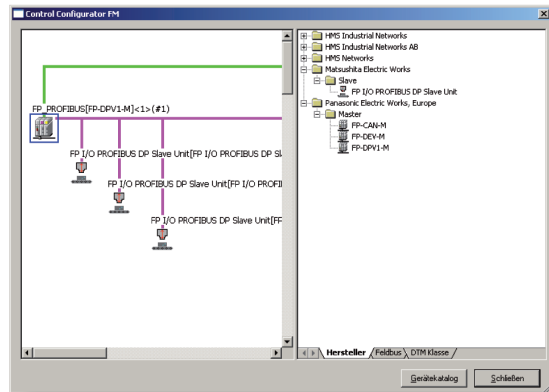 Control Configurator FM
FP_PROFIBUS[FP-DPV1-M]<1>(#1)
FP I/O PROFIBUS DP Slave Unit[FP I/O PROFIBUS DP Sl
FP I/O PROFIBUS DP Slave Unit[FP I/O PROFI
FP I/O PROFIBUS DP Slave Unit[FP
HMS Industrial Networks
HMS Industrial Networks AB
HMS Networks
Matsushita Electric Works
Slave
FP I/O PROFIBUS DP Slave Unit
Panasonic Electric Works, Europe
Master
FP-CAN-M
FP-DEV-M
FP-DPV1-M
Hersteller Feldbus DTM Klasse
Gerätekatalog Schließen